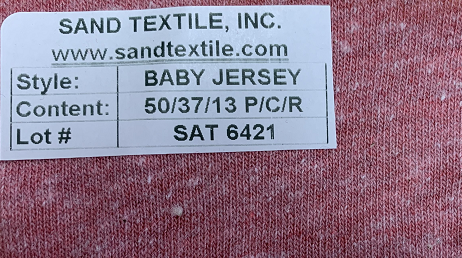 SAND TEXTILE, INC.
www.sandtextile.com
Style: BABY JERSEY
Content: 50/37/13 P/C/R
Lot # SAT 6421